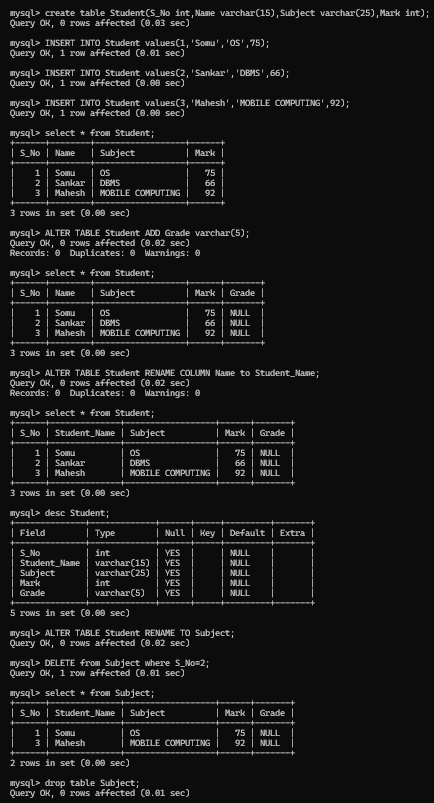 mysql> create table Student(S_No int,Name varchar(15),Subject varchar(25),Mark int);
Query OK, 0 rows affected (0.03 sec)

mysql> INSERT INTO Student values(1,'Somu','OS',75);
Query OK, 1 row affected (0.01 sec)

mysql> INSERT INTO Student values(2,'Sankar','DBMS',66);
Query OK, 1 row affected (0.00 sec)

mysql> INSERT INTO Student values(3,'Mahesh','MOBILE COMPUTING',92);
Query OK, 1 row affected (0.00 sec)

mysql> select * from Student;
+------+--------+------------------+------+
| S_No | Name   | Subject          | Mark |
+------+--------+------------------+------+
|    1 | Somu   | OS               |   75 |
|    2 | Sankar | DBMS             |   66 |
|    3 | Mahesh | MOBILE COMPUTING |   92 |
+------+--------+------------------+------+
3 rows in set (0.00 sec)

mysql> ALTER TABLE Student ADD Grade varchar(5);
Query OK, 0 rows affected (0.02 sec)
Records: 0  Duplicates: 0  Warnings: 0

mysql> select * from Student;
+------+--------+------------------+------+-------+
| S_No | Name   | Subject          | Mark | Grade |
+------+--------+------------------+------+-------+
|    1 | Somu   | OS               |   75 | NULL  |
|    2 | Sankar | DBMS             |   66 | NULL  |
|    3 | Mahesh | MOBILE COMPUTING |   92 | NULL  |
+------+--------+------------------+------+-------+
3 rows in set (0.00 sec)

mysql> ALTER TABLE Student RENAME COLUMN Name to Student_Name;
Query OK, 0 rows affected (0.02 sec)
Records: 0  Duplicates: 0  Warnings: 0

mysql> select * from Student;
+------+--------------+------------------+------+-------+
| S_No | Student_Name | Subject          | Mark | Grade |
+------+--------------+------------------+------+-------+
|    1 | Somu         | OS               |   75 | NULL  |
|    2 | Sankar       | DBMS             |   66 | NULL  |
|    3 | Mahesh       | MOBILE COMPUTING |   92 | NULL  |
+------+--------------+------------------+------+-------+
3 rows in set (0.00 sec)

mysql> desc Student;
+--------------+-------------+------+-----+---------+-------+
| Field        | Type        | Null | Key | Default | Extra |
+--------------+-------------+------+-----+---------+-------+
| S_No         | int         | YES  |     | NULL    |       |
| Student_Name | varchar(15) | YES  |     | NULL    |       |
| Subject      | varchar(25) | YES  |     | NULL    |       |
| Mark         | int         | YES  |     | NULL    |       |
| Grade        | varchar(5)  | YES  |     | NULL    |       |
+--------------+-------------+------+-----+---------+-------+
5 rows in set (0.00 sec)

mysql> ALTER TABLE Student RENAME TO Subject;
Query OK, 0 rows affected (0.02 sec)

mysql> DELETE from Subject where S_No=2;
Query OK, 1 row affected (0.01 sec)

mysql> select * from Subject;
+------+--------------+------------------+------+-------+
| S_No | Student_Name | Subject          | Mark | Grade |
+------+--------------+------------------+------+-------+
|    1 | Somu         | OS               |   75 | NULL  |
|    3 | Mahesh       | MOBILE COMPUTING |   92 | NULL  |
+------+--------------+------------------+------+-------+
2 rows in set (0.00 sec)

mysql> drop table Subject;
Query OK, 0 rows affected (0.01 sec)